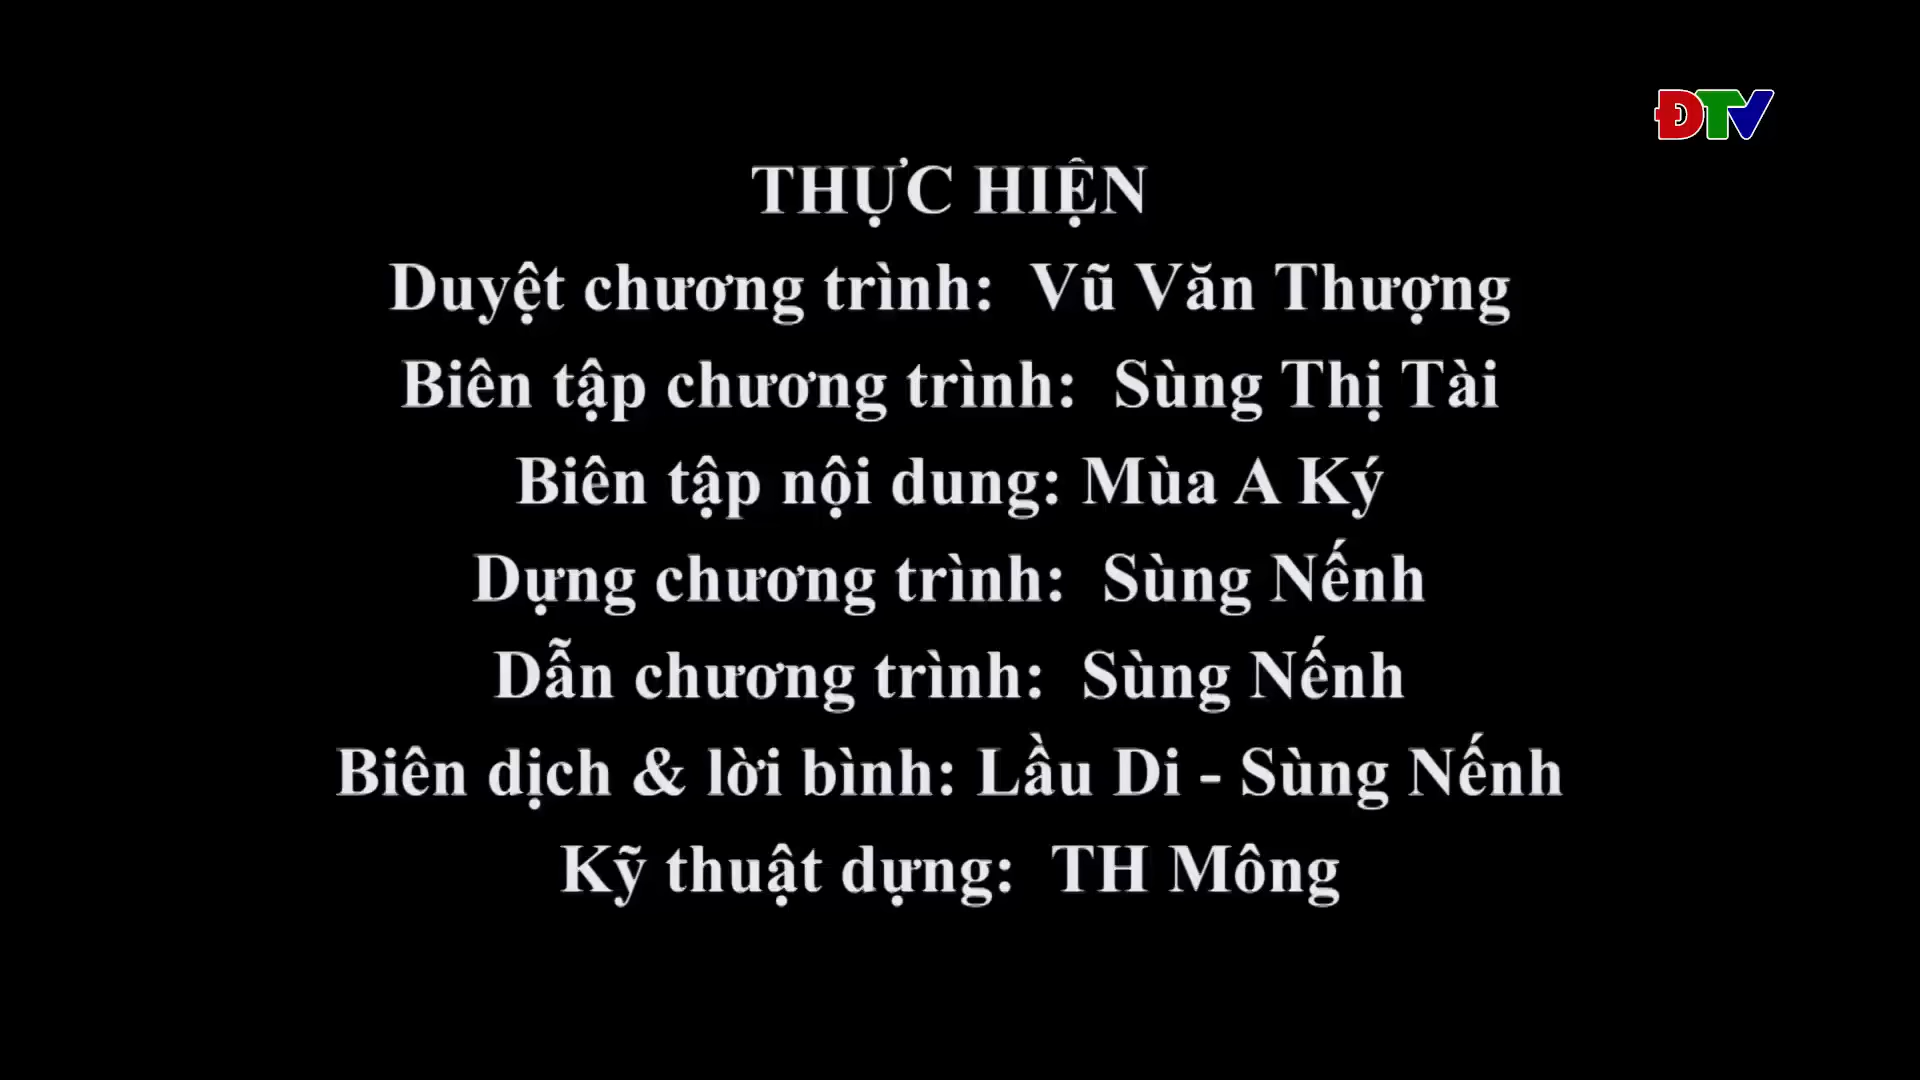 ĐTV
THỰC HIỆN
Duyệt chương trình: Vũ Văn Thượng
Biên tập chương trình: Sùng Thị Tài
Biên tập nội dung: Mùa A Ký
Dựng chương trình: Sùng Nếnh
Dẫn chương trình: Sùng Nếnh
Biên dịch & lời bình: Lầu Di - Sùng Nếnh
Kỹ thuật dựng: TH Mông